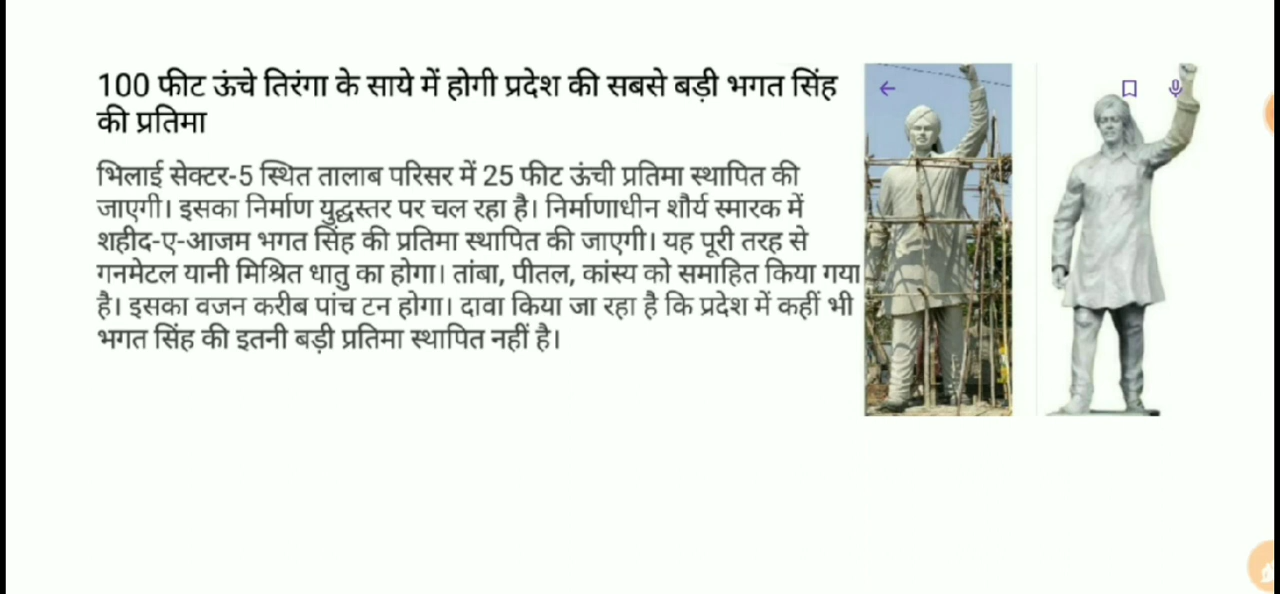 100 फीट ऊंचे तिरंगा के साये में होगी प्रदेश की सबसे बड़ी भगत सिंह
की प्रतिमा
भिलाई सेक्टर-5 स्थित तालाब परिसर में 25 फीट ऊंची प्रतिमा स्थापित की
जाएगी। इसका निर्माण युद्धस्तर पर चल रहा है। निर्माणाधीन शौर्य स्मारक में
शहीद-ए-आजम भगत सिंह की प्रतिमा स्थापित की जाएगी। यह पूरी तरह से
गनमेटल यानी मिश्रित धातु का होगा। तांबा, पीतल, कांस्य को समाहित किया गया
है। इसका वजन करीब पांच टन होगा। दावा किया जा रहा है कि प्रदेश में कहीं भी
भगत सिंह की इतनी बड़ी प्रतिमा स्थापित नहीं है।